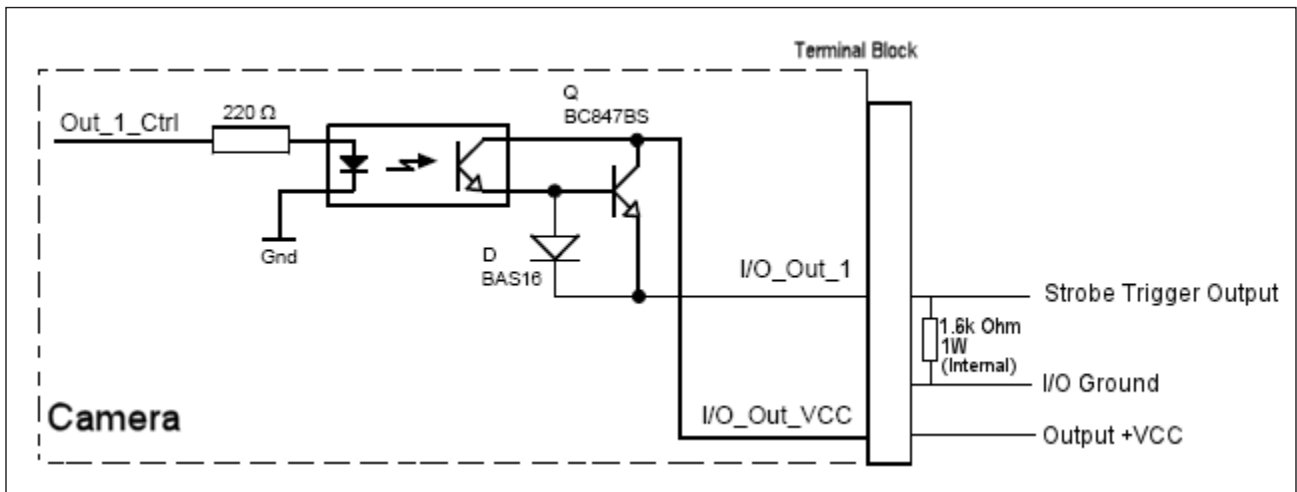 Terminal Block
Q
BC847BS
220 Ω
Out_1_Ctrl
Gnd
D
BAS16
I/O_Out_1
Strobe Trigger Output
1.6k Ohm
1W
(Internal)
I/O Ground
Camera
I/O_Out_VCC
Output +VCC